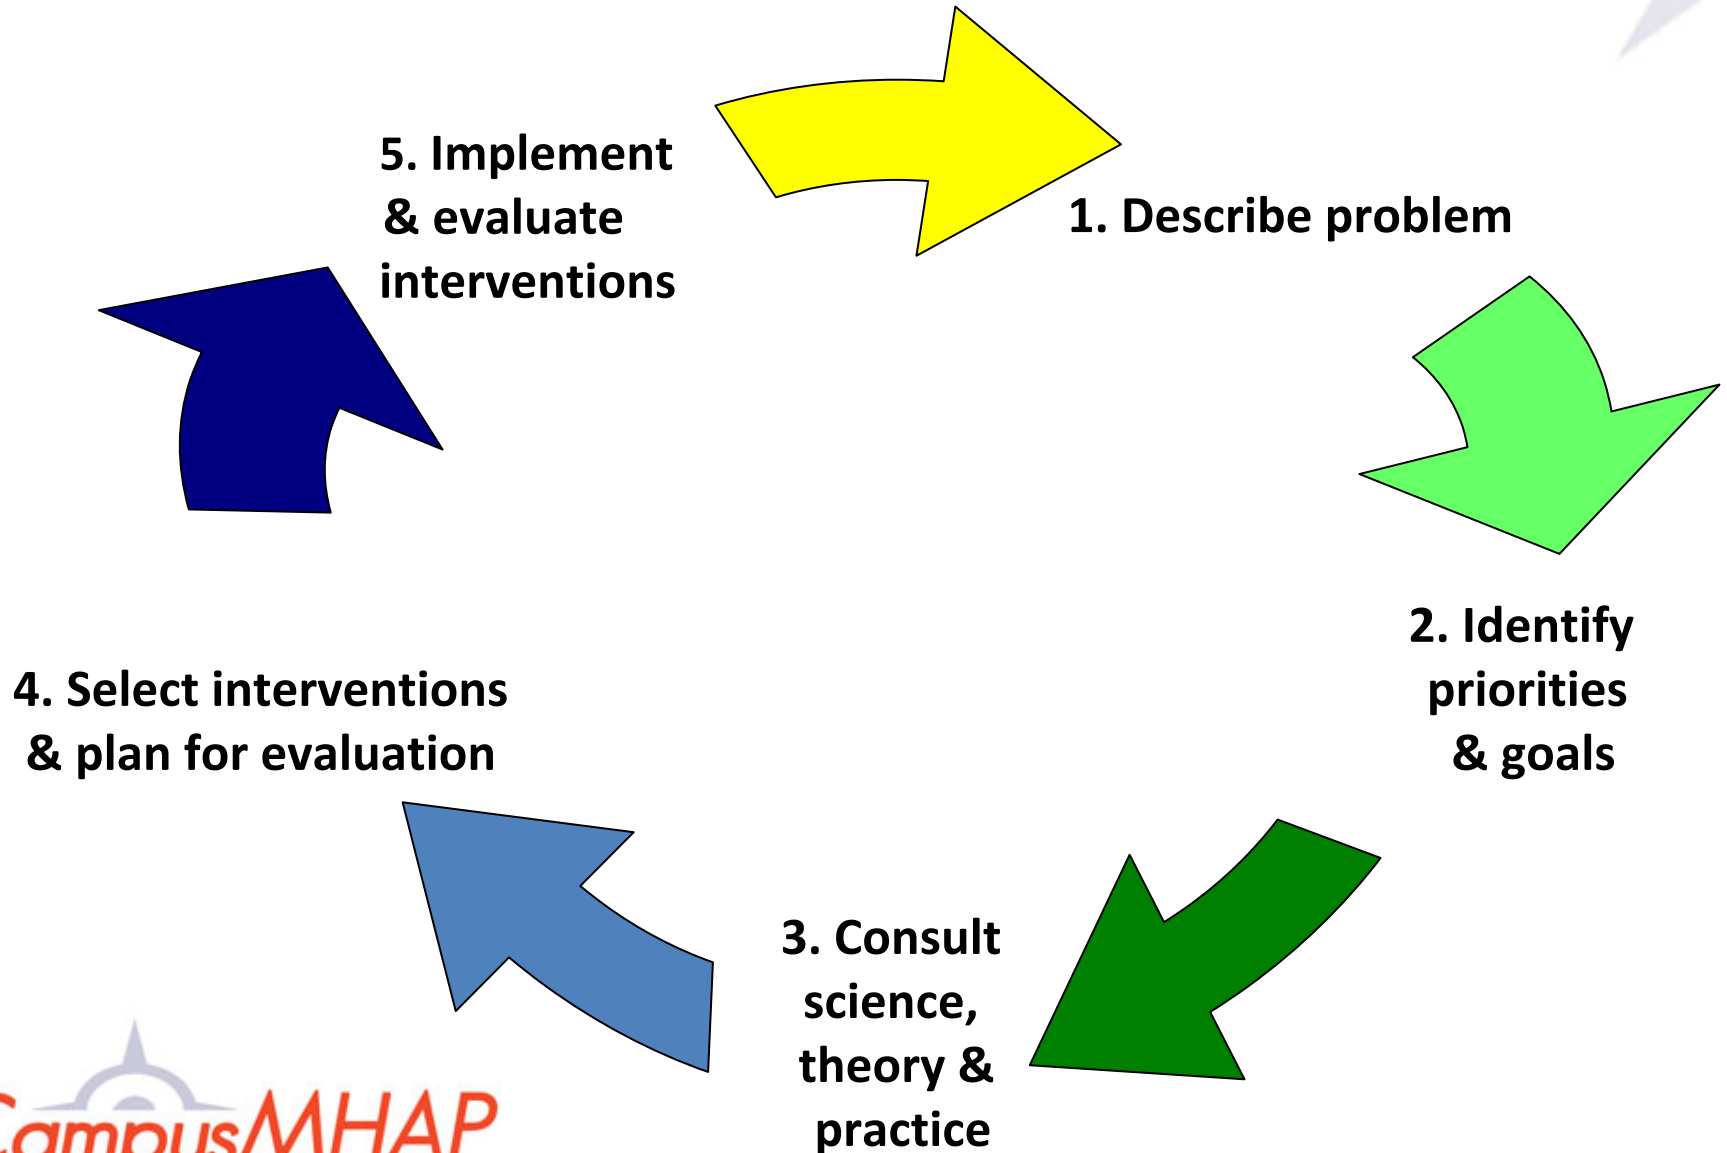 1. Describe problem
2. Identify
priorities
& goals
3. Consult
science,
theory &
practice
4. Select interventions
& plan for evaluation
5. Implement
& evaluate
interventions
CampusMHAP